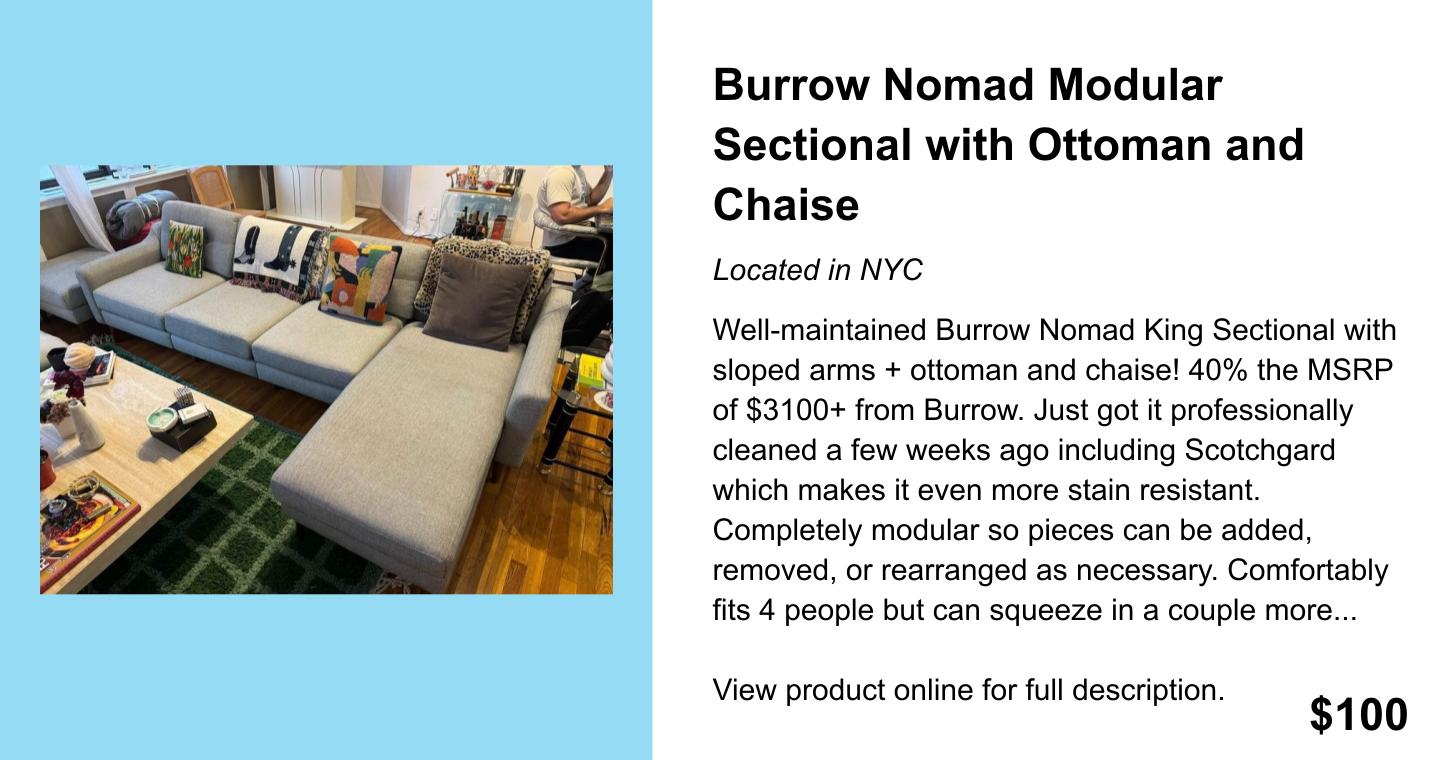 Burrow Nomad Modular
Sectional with Ottoman and
Chaise
Located in NYC
Well-maintained Burrow Nomad King Sectional with
sloped arms + ottoman and chaise! 40% the MSRP
of $3100+ from Burrow. Just got it professionally
cleaned a few weeks ago including Scotchgard
which makes it even more stain resistant.
Completely modular so pieces can be added,
removed, or rearranged as necessary. Comfortably
fits 4 people but can squeeze in a couple more...
View product online for full description.
$100